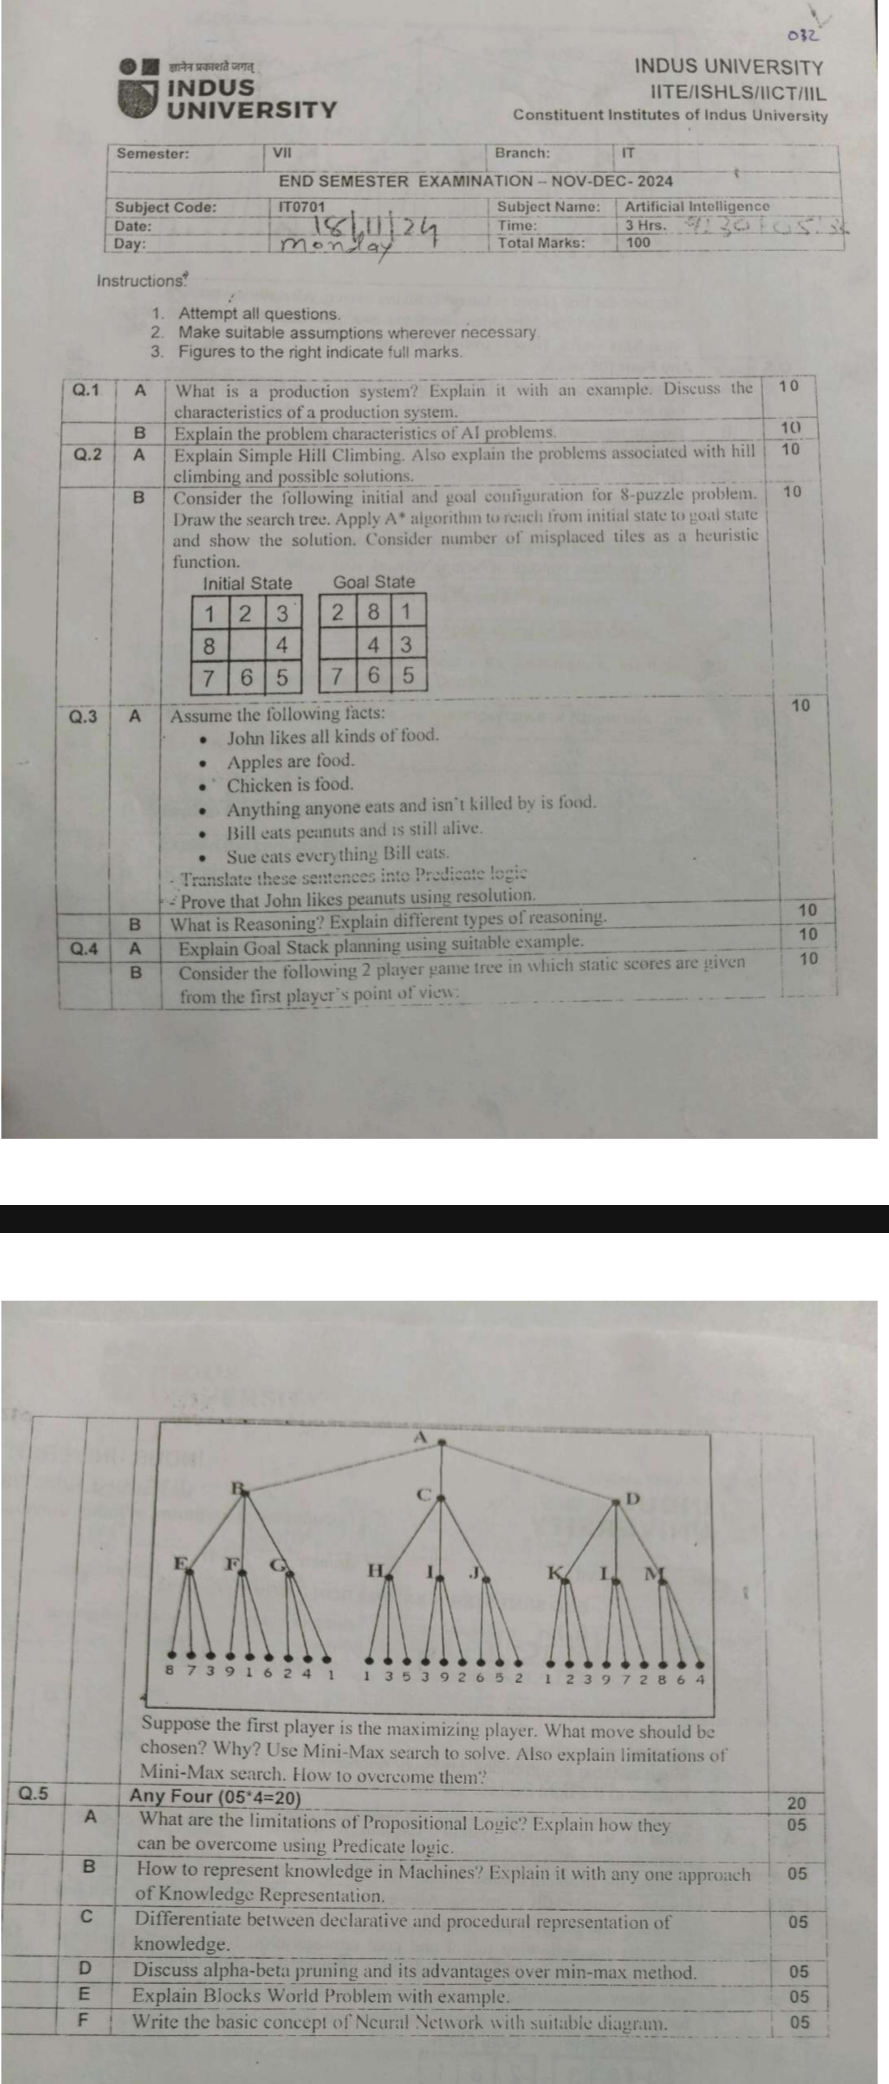 032
ज्ञानेन प्रकाशते जगत्
INDUS
UNIVERSITY
INDUS UNIVERSITY
IITE/ISHLS/IICT/IIL
Constituent Institutes of Indus University
Semester: VII Branch: IT
END SEMESTER EXAMINATION – NOV-DEC- 2024
Subject Code: IT0701 Subject Name: Artificial Intelligence
Date: 18/11/24 Time: 3 Hrs.
Day: Monday Total Marks: 100
Instructions:
1. Attempt all questions.
2. Make suitable assumptions wherever necessary
3. Figures to the right indicate full marks.
Q.1 A What is a production system? Explain it with an example. Discuss the 10
characteristics of a production system.
B Explain the problem characteristics of AI problems. 10
Q.2 A Explain Simple Hill Climbing. Also explain the problems associated with hill 10
climbing and possible solutions.
B Consider the following initial and goal configuration for 8-puzzle problem. 10
Draw the search tree. Apply A* algorithm to reach from initial state to goal state
and show the solution. Consider number of misplaced tiles as a heuristic
function.
Initial State Goal State
1 2 3 2 8 1
8 4 4 3
7 6 5 7 6 5
Q.3 A Assume the following facts: 10
• John likes all kinds of food.
• Apples are food.
• Chicken is food.
• Anything anyone eats and isn't killed by is food.
• Bill eats peanuts and is still alive.
• Sue eats everything Bill eats.
- Translate these sentences into Predicate logic
- Prove that John likes peanuts using resolution.
B What is Reasoning? Explain different types of reasoning. 10
Q.4 A Explain Goal Stack planning using suitable example. 10
B Consider the following 2 player game tree in which static scores are given 10
from the first player's point of view:
A
B C D
E F G H I J K L M
8 7 3 9 1 6 2 4 1 1 3 5 3 9 2 6 5 2 1 2 3 9 7 2 8 6 4
Suppose the first player is the maximizing player. What move should be
chosen? Why? Use Mini-Max search to solve. Also explain limitations of
Mini-Max search. How to overcome them?
Q.5 Any Four (05*4=20) 20
A What are the limitations of Propositional Logic? Explain how they 05
can be overcome using Predicate logic.
B How to represent knowledge in Machines? Explain it with any one approach 05
of Knowledge Representation.
C Differentiate between declarative and procedural representation of 05
knowledge.
D Discuss alpha-beta pruning and its advantages over min-max method. 05
E Explain Blocks World Problem with example. 05
F Write the basic concept of Neural Network with suitable diagram. 05